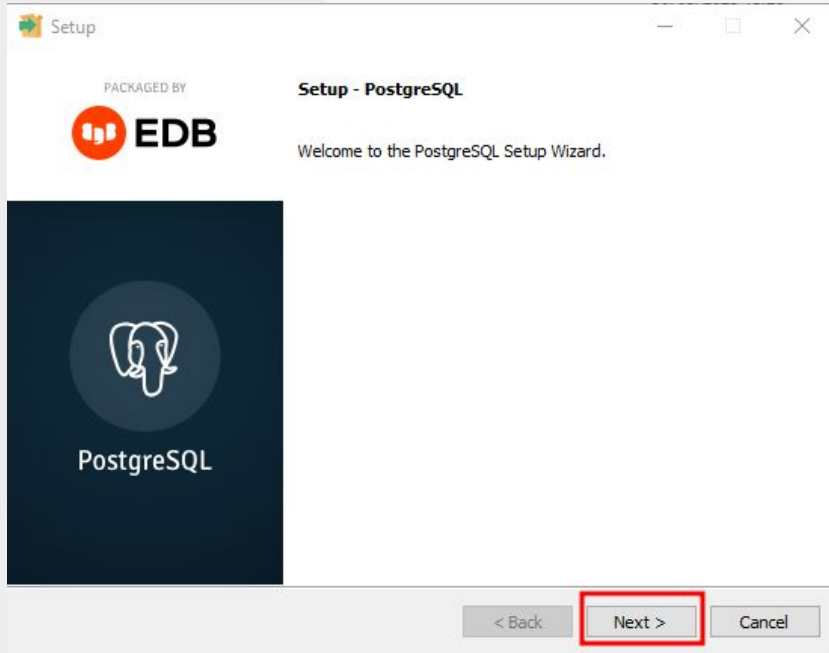 Setup
PACKAGED BY
EDB
Setup - PostgreSQL
Welcome to the PostgreSQL Setup Wizard.
PostgreSQL
< Back
Next >
Cancel